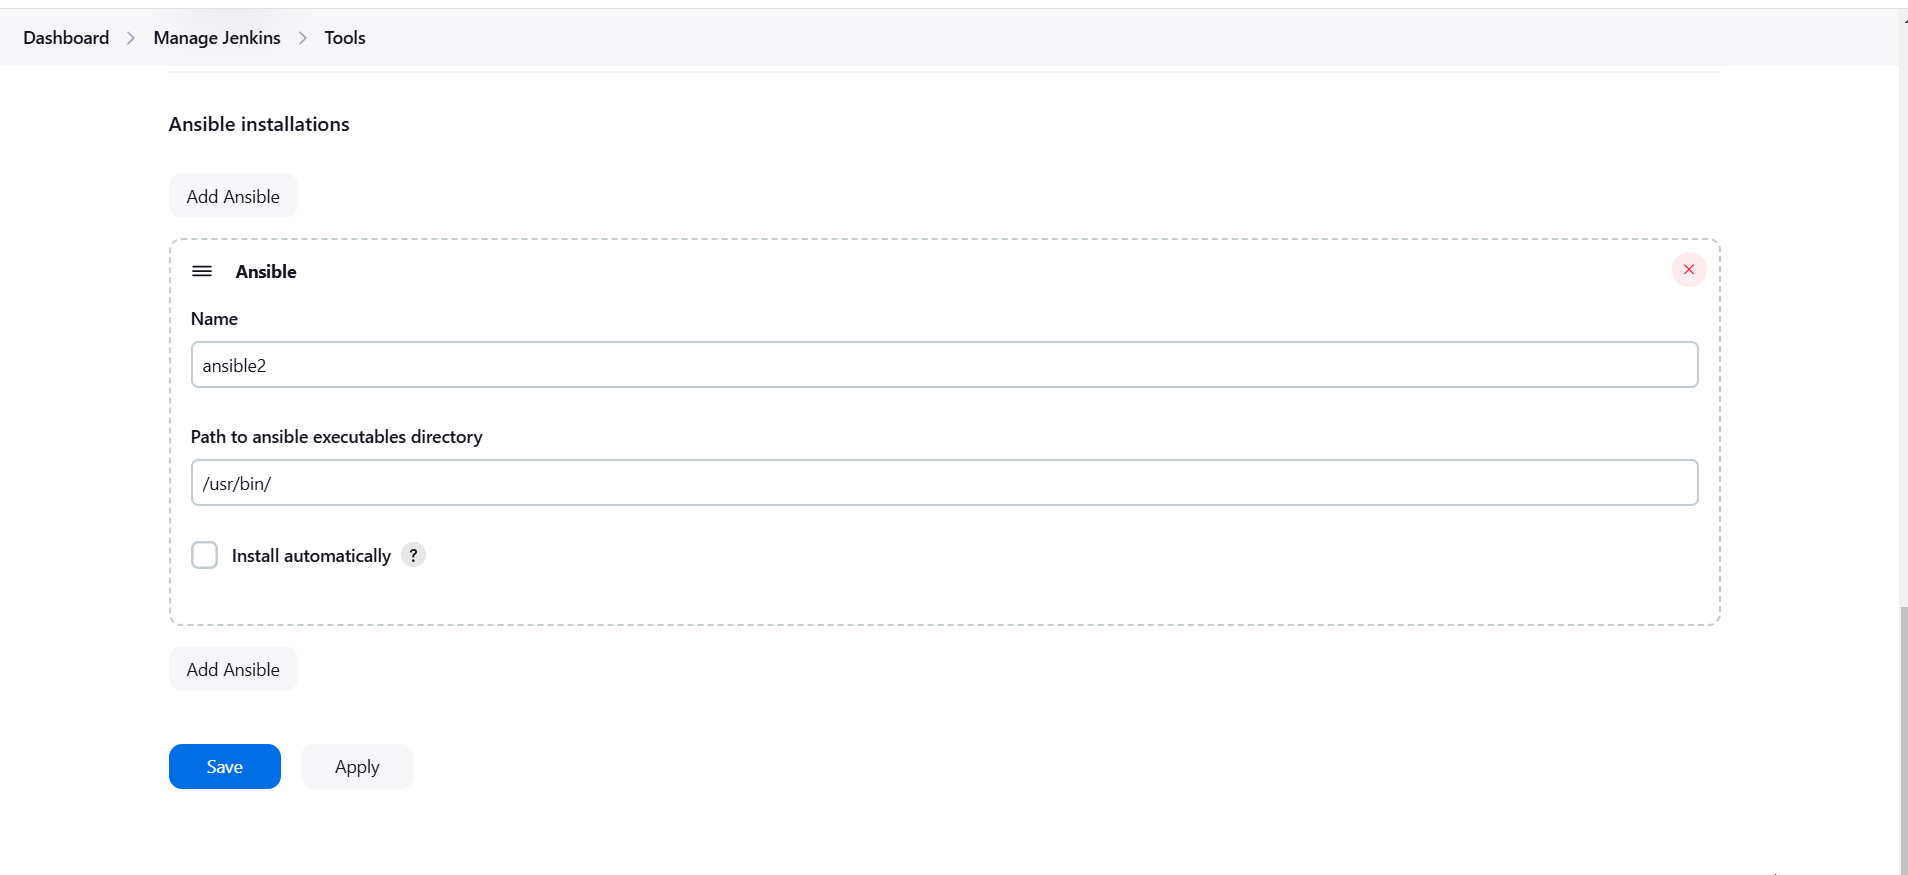 Dashboard > Manage Jenkins > Tools
Ansible installations
Add Ansible
Ansible
Name
ansible2
Path to ansible executables directory
/usr/bin/
Install automatically ?
Add Ansible
Save Apply